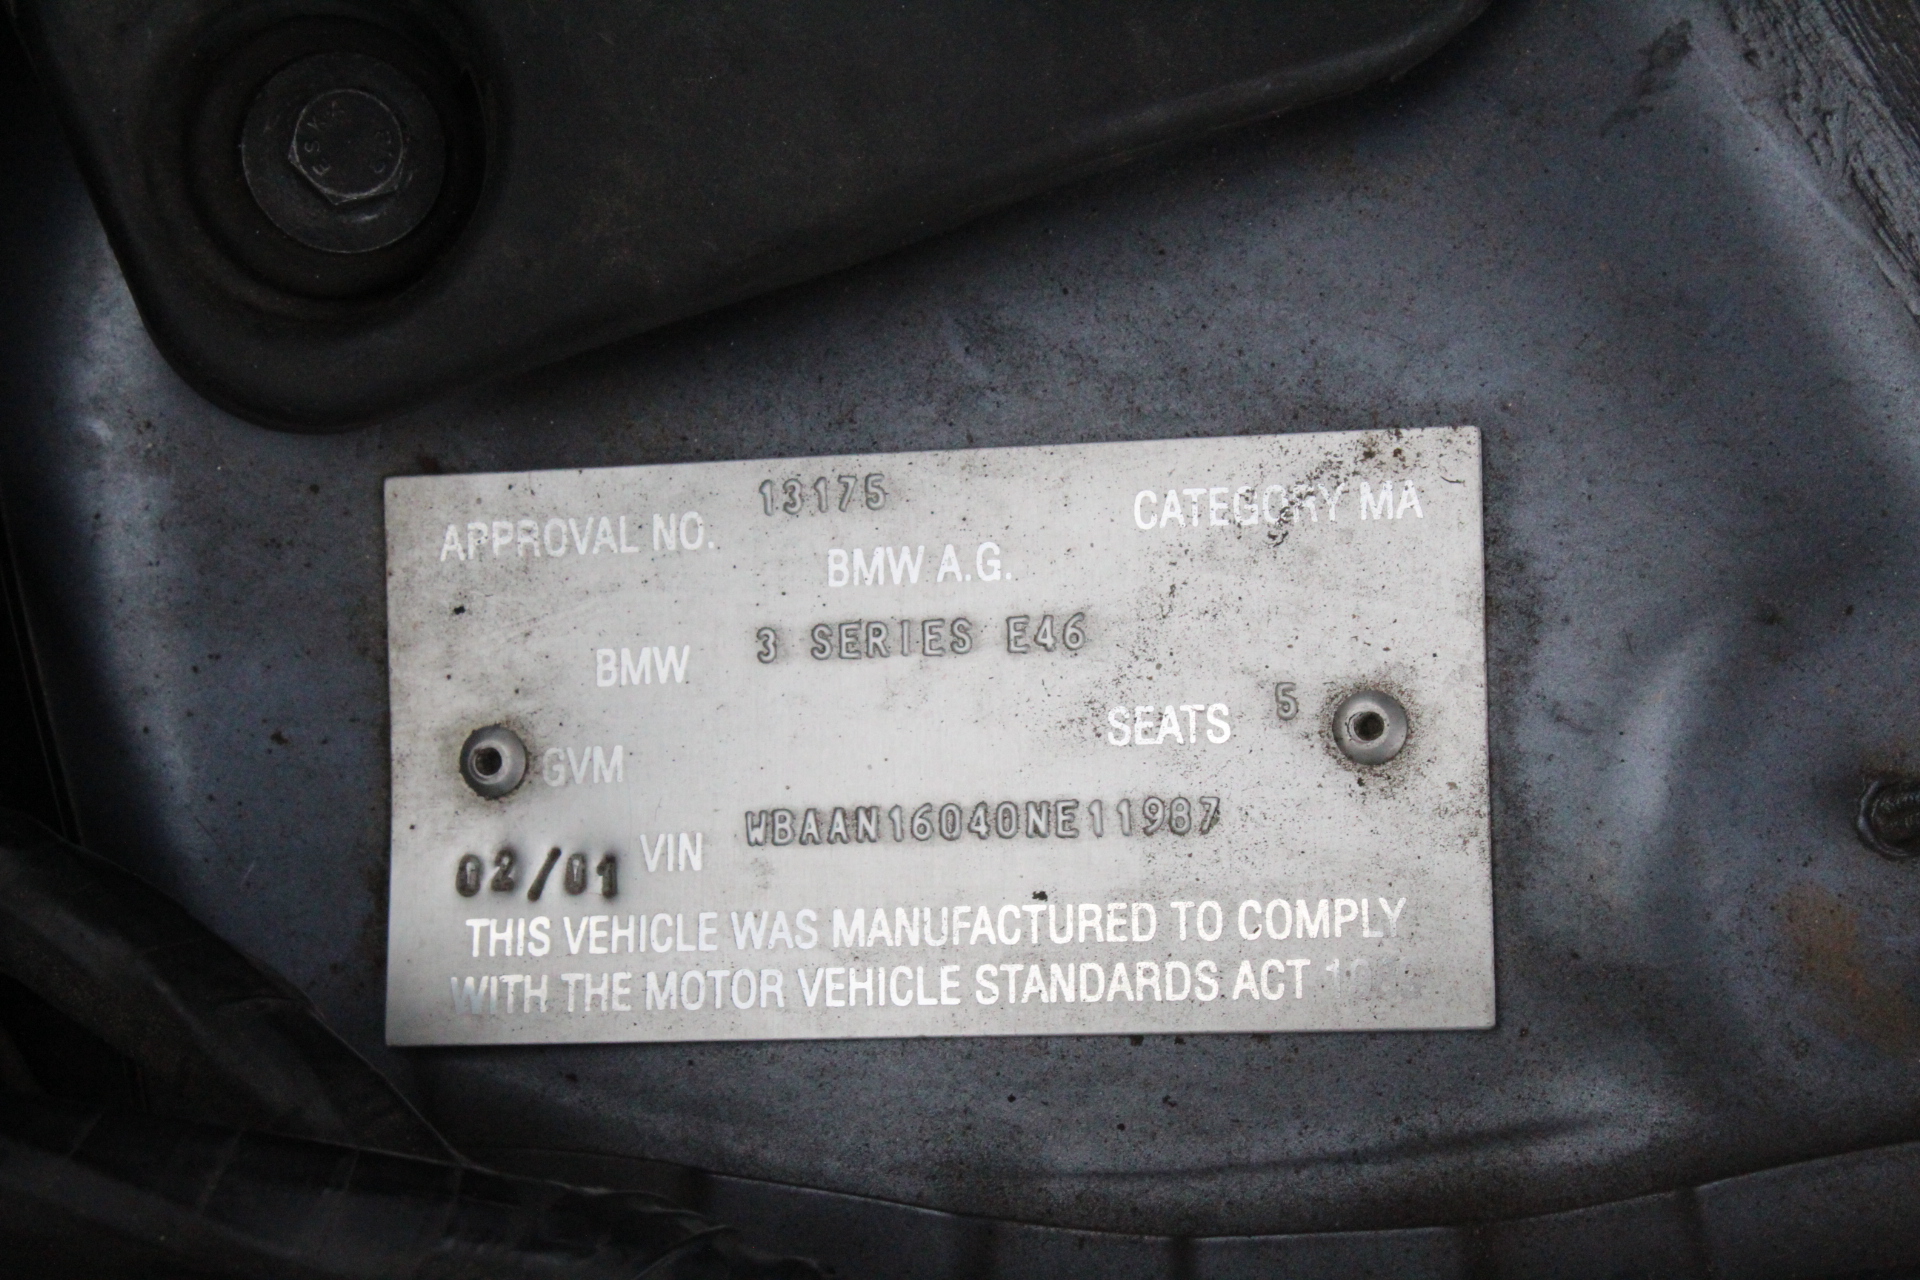 APPROVAL NO. 13175 CATEGORY MA
BMW A.G.
BMW 3 SERIES E46
SEATS 5
GVM
02/01 VIN WBAAN16040NE11987
THIS VEHICLE WAS MANUFACTURED TO COMPLY
WITH THE MOTOR VEHICLE STANDARDS ACT